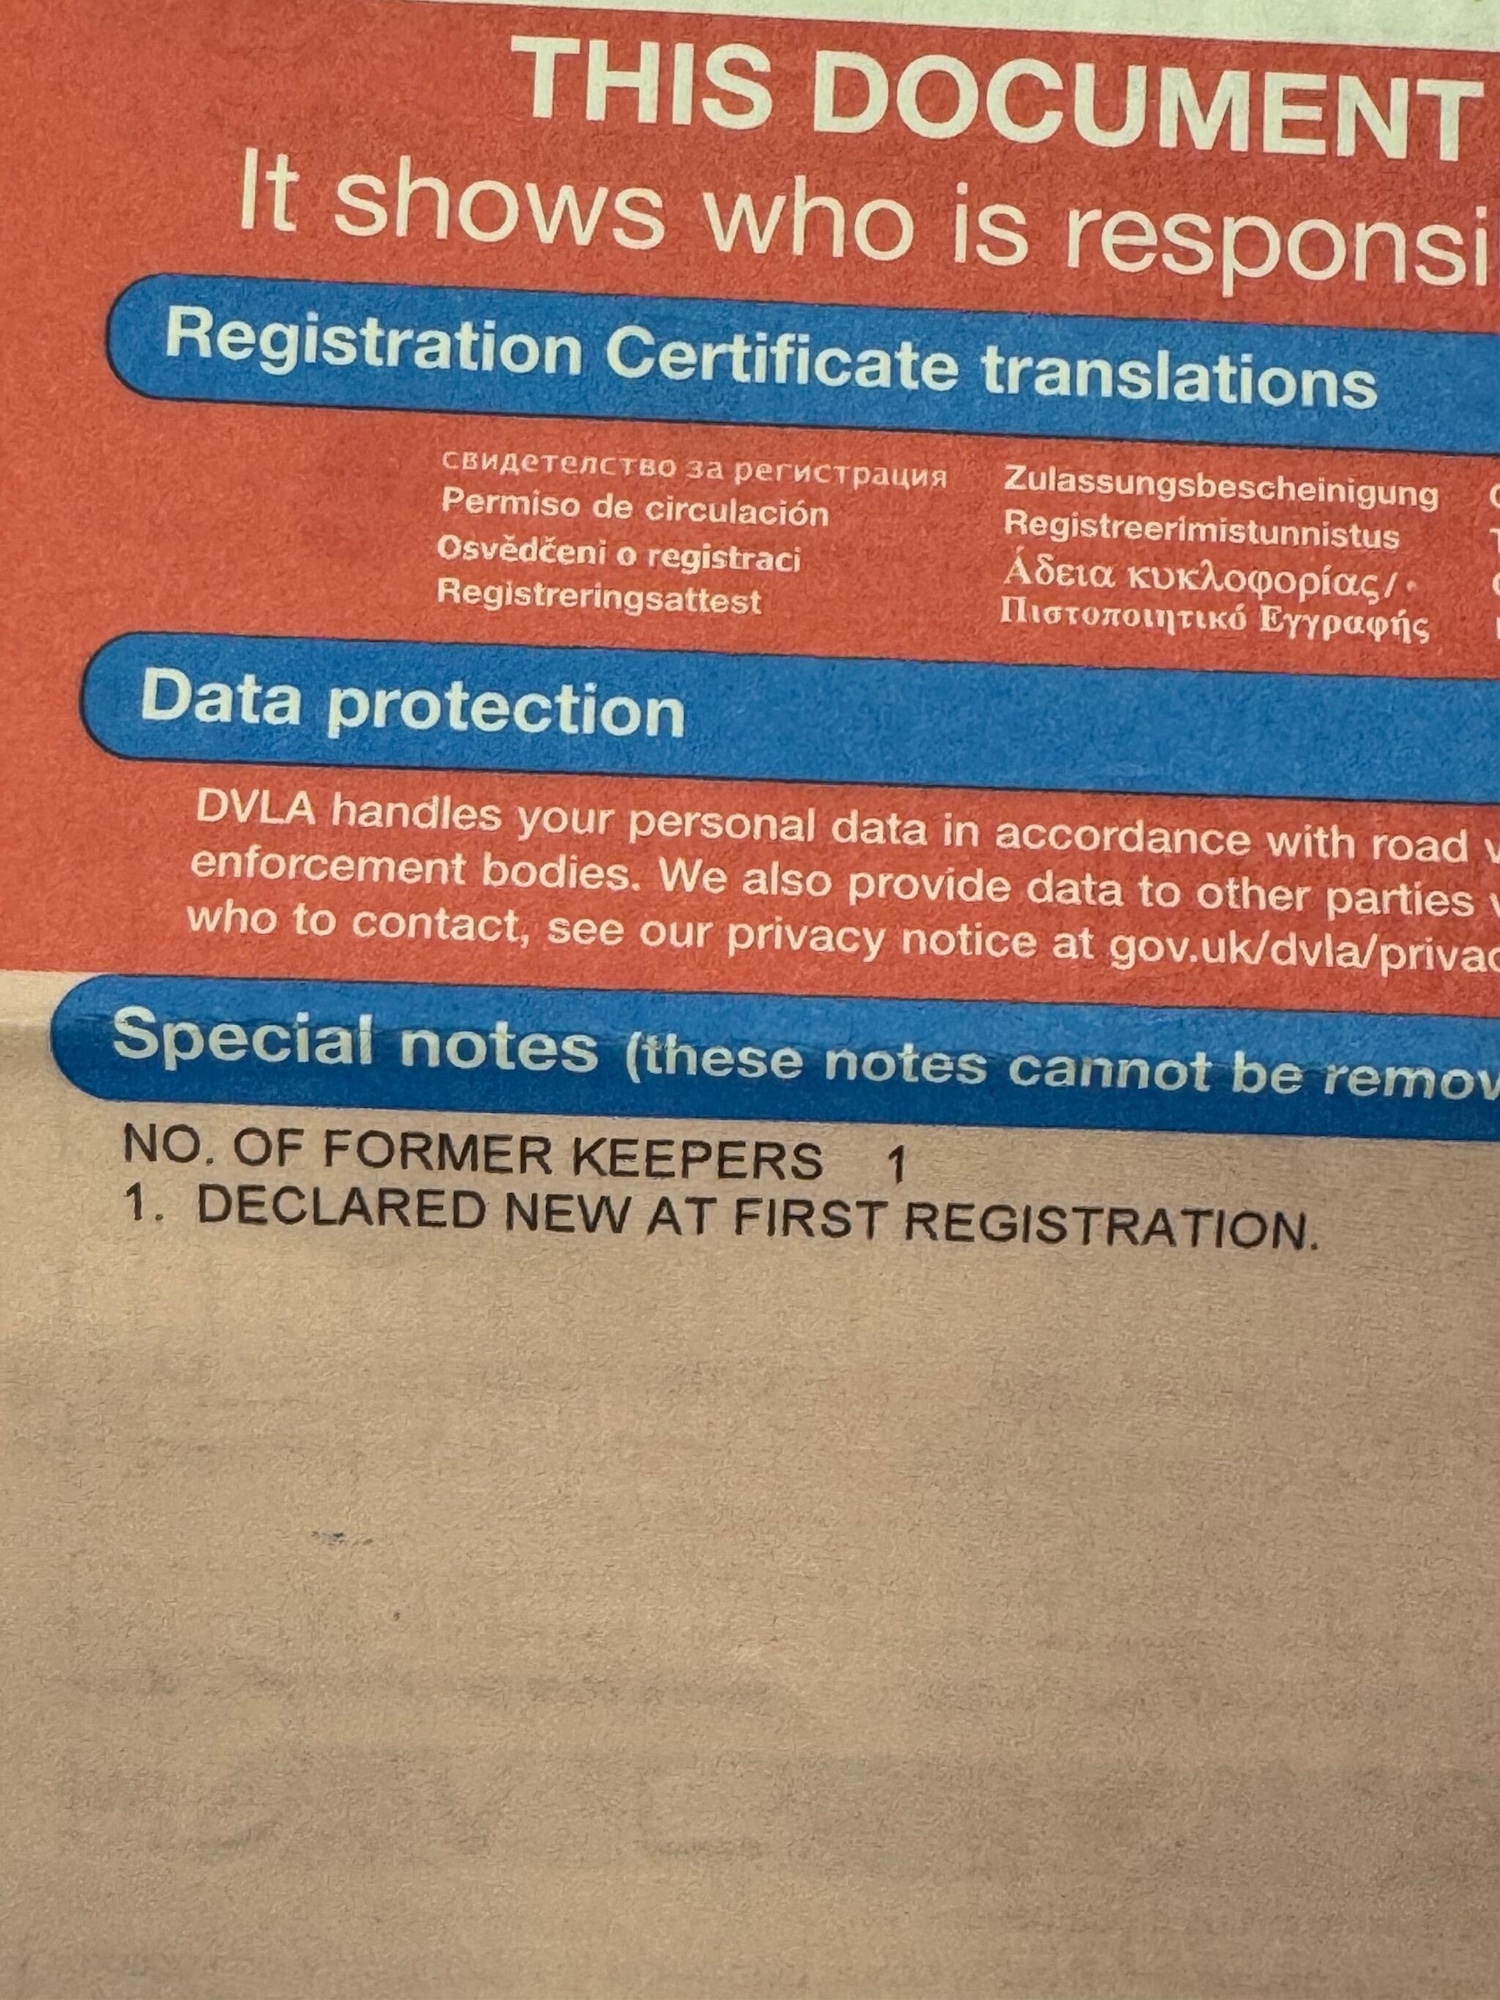 THIS DOCUMENT
It shows who is responsi
Registration Certificate translations
свидетелство за регистрация
Permiso de circulación
Osvědčeni o registraci
Registreringsattest
Zulassungsbescheinigung
Registreerimistunnistus
Άδεια κυκλοφορίας/
Πιστοποιητικό Εγγραφής
Data protection
DVLA handles your personal data in accordance with road v
enforcement bodies. We also provide data to other parties
who to contact, see our privacy notice at gov.uk/dvla/privac
Special notes (these notes cannot be remov
NO. OF FORMER KEEPERS 1
1. DECLARED NEW AT FIRST REGISTRATION.